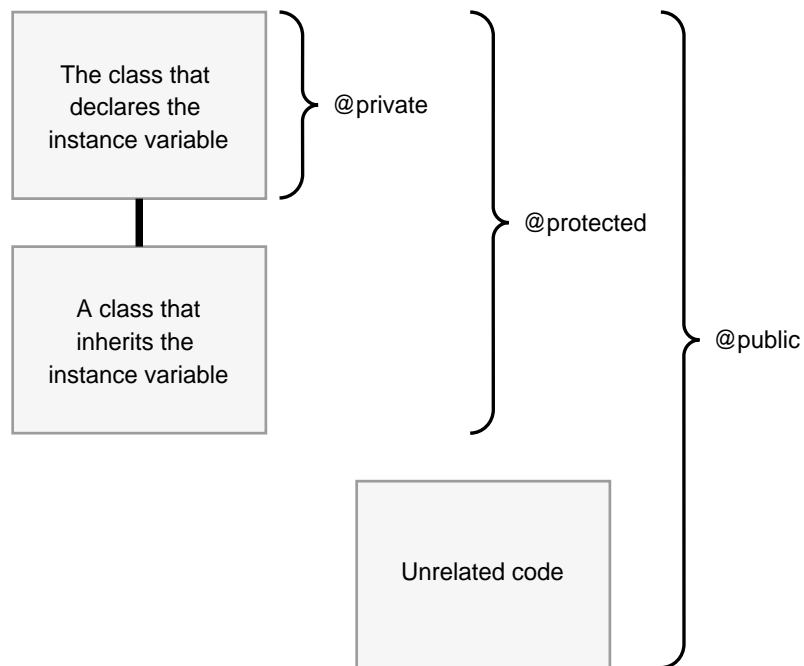 The class that
declares the
instance variable
@private
@protected
A class that
inherits the
instance variable
@public
Unrelated code